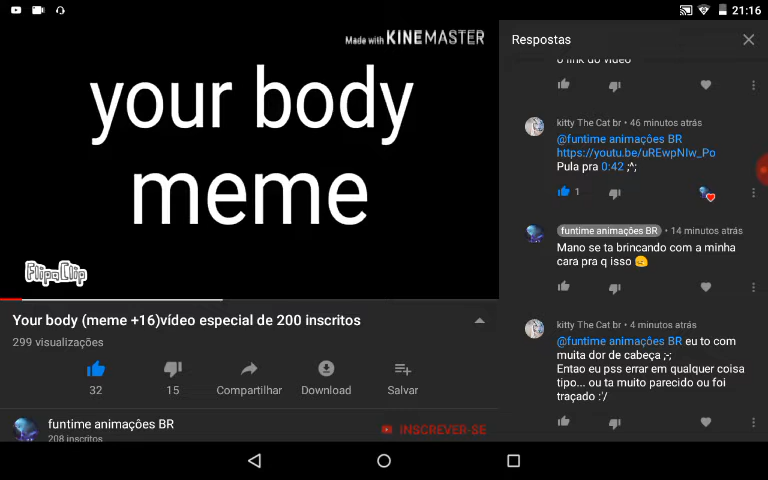 21:16
Made with KINEMASTER
your body
meme
FlipaClip
Your body (meme +16)vídeo especial de 200 inscritos
299 visualizações
32
15
Compartilhar
Download
Salvar
funtime animações BR
208 inscritos
INSCREVER-SE
Respostas
o link do vídeo
kitty The Cat br • 46 minutos atrás
@funtime animações BR
https://youtu.be/uREwpNIw_Po
Pula pra 0:42 ;^;
1
funtime animações BR • 14 minutos atrás
Mano se ta brincando com a minha
cara pra q isso
kitty The Cat br • 4 minutos atrás
@funtime animações BR eu to com
muita dor de cabeça ;-;
Entao eu pss errar em qualquer coisa
tipo... ou ta muito parecido ou foi
traçado :'/